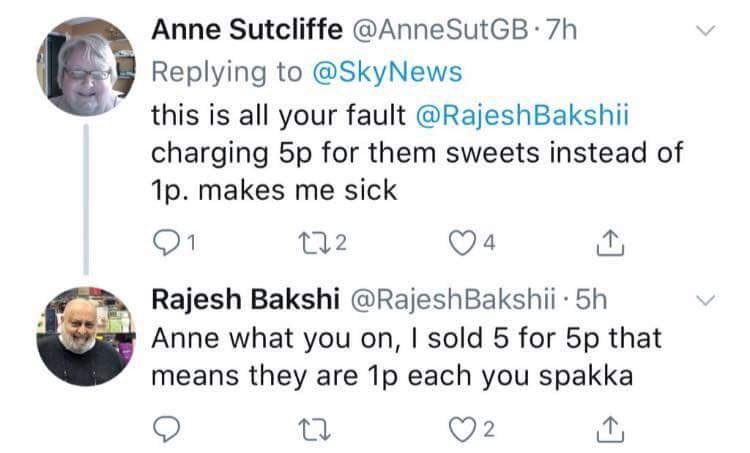 Anne Sutcliffe @AnneSutGB · 7h
Replying to @SkyNews
this is all your fault @RajeshBakshii
charging 5p for them sweets instead of
1p. makes me sick
1 2 4
Rajesh Bakshi @RajeshBakshii · 5h
Anne what you on, I sold 5 for 5p that
means they are 1p each you spakka
2